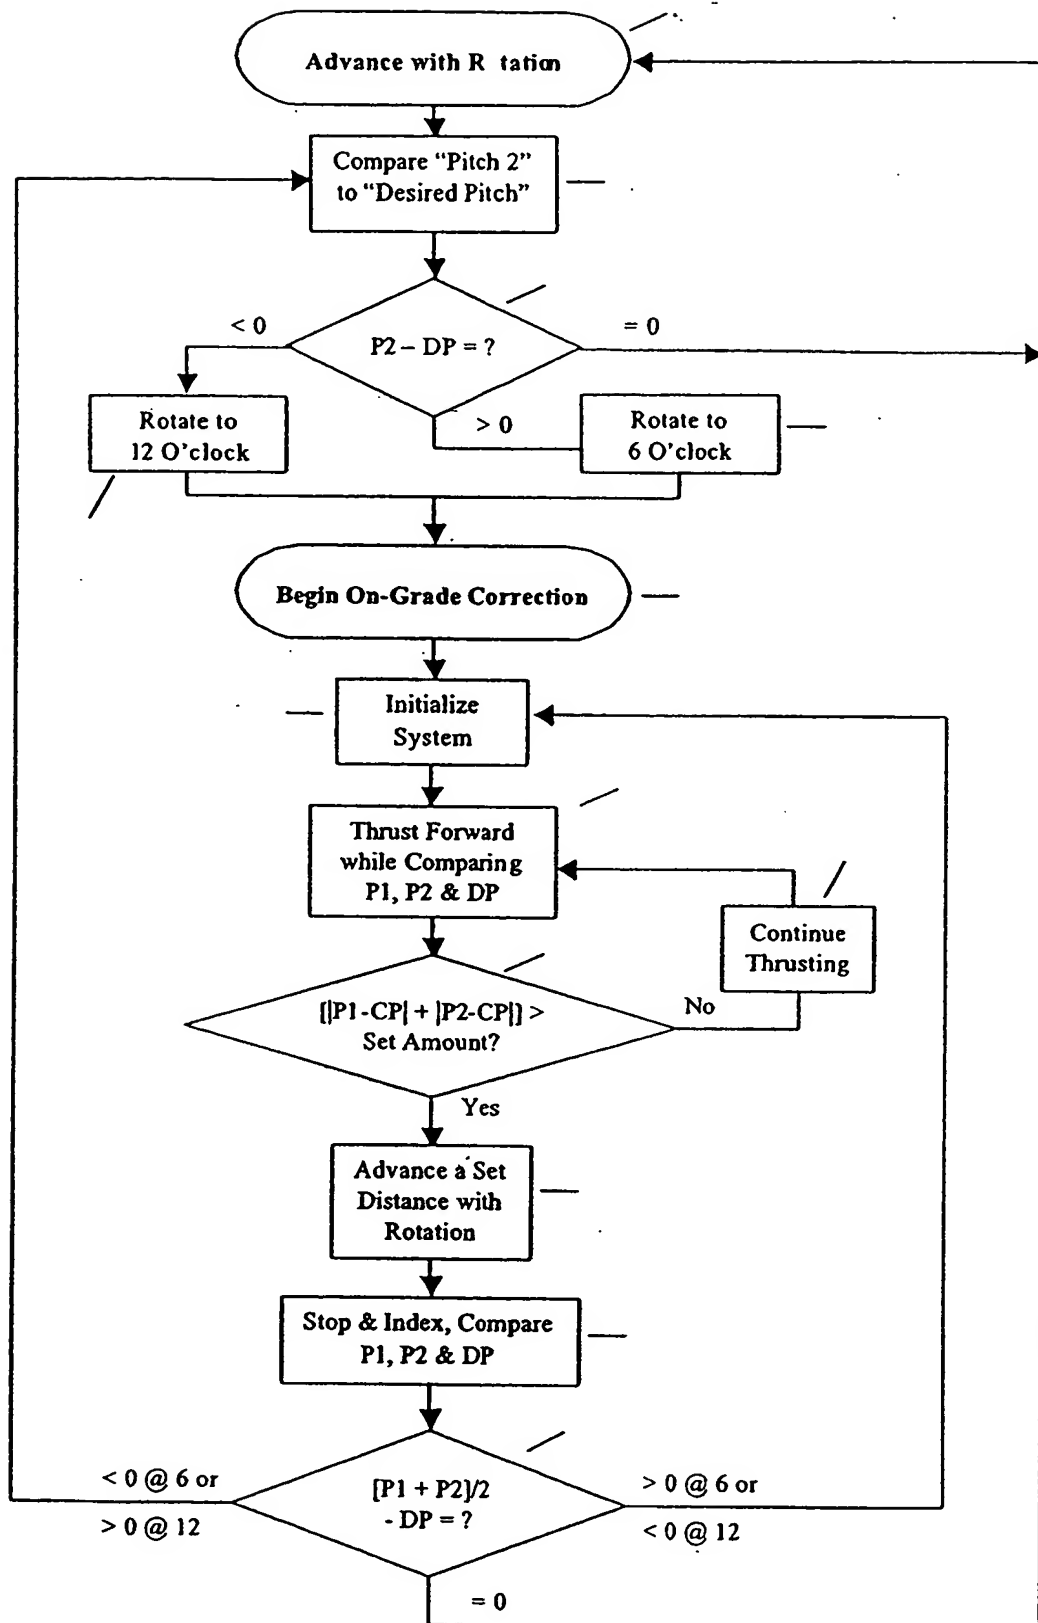 Advance with R tation
Compare “Pitch 2”
to “Desired Pitch”
< 0
= 0
P2 – DP = ?
> 0
Rotate to
12 O'clock
Rotate to
6 O'clock
Begin On-Grade Correction
Initialize
System
Thrust Forward
while Comparing
P1, P2 & DP
Continue
Thrusting
[|P1-CP| + |P2-CP|] >
Set Amount?
No
Yes
Advance a Set
Distance with
Rotation
Stop & Index, Compare
P1, P2 & DP
< 0 @ 6 or
> 0 @ 12
[P1 + P2]/2
- DP = ?
> 0 @ 6 or
< 0 @ 12
= 0